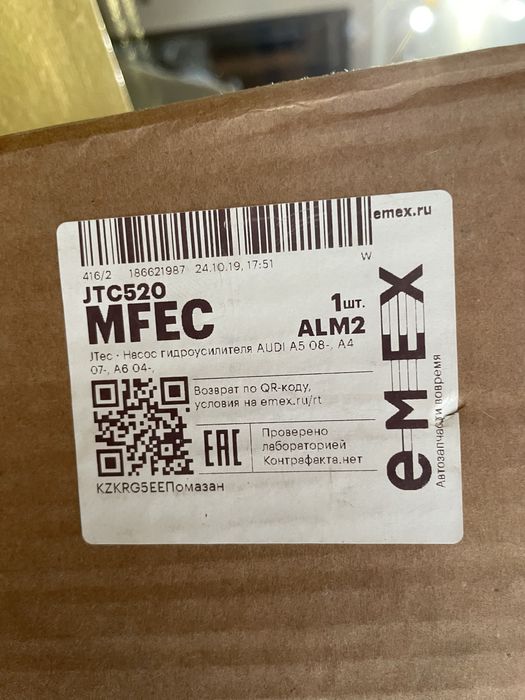 emex.ru
416/2 186621987 24.10.19, 17:51 W
JTC520
MFEC
1 шт.
ALM2
JTec · Насос гидроусилителя AUDI A5 08-, A4
07-, A6 04-,
Возврат по QR-коду,
условия на emex.ru/rt
EAC
Проверено
лабораторией
Контрафакта.нет
KZKRG5EEПомазан
eMEX
Автозапчасти вовремя